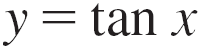 y = tan x